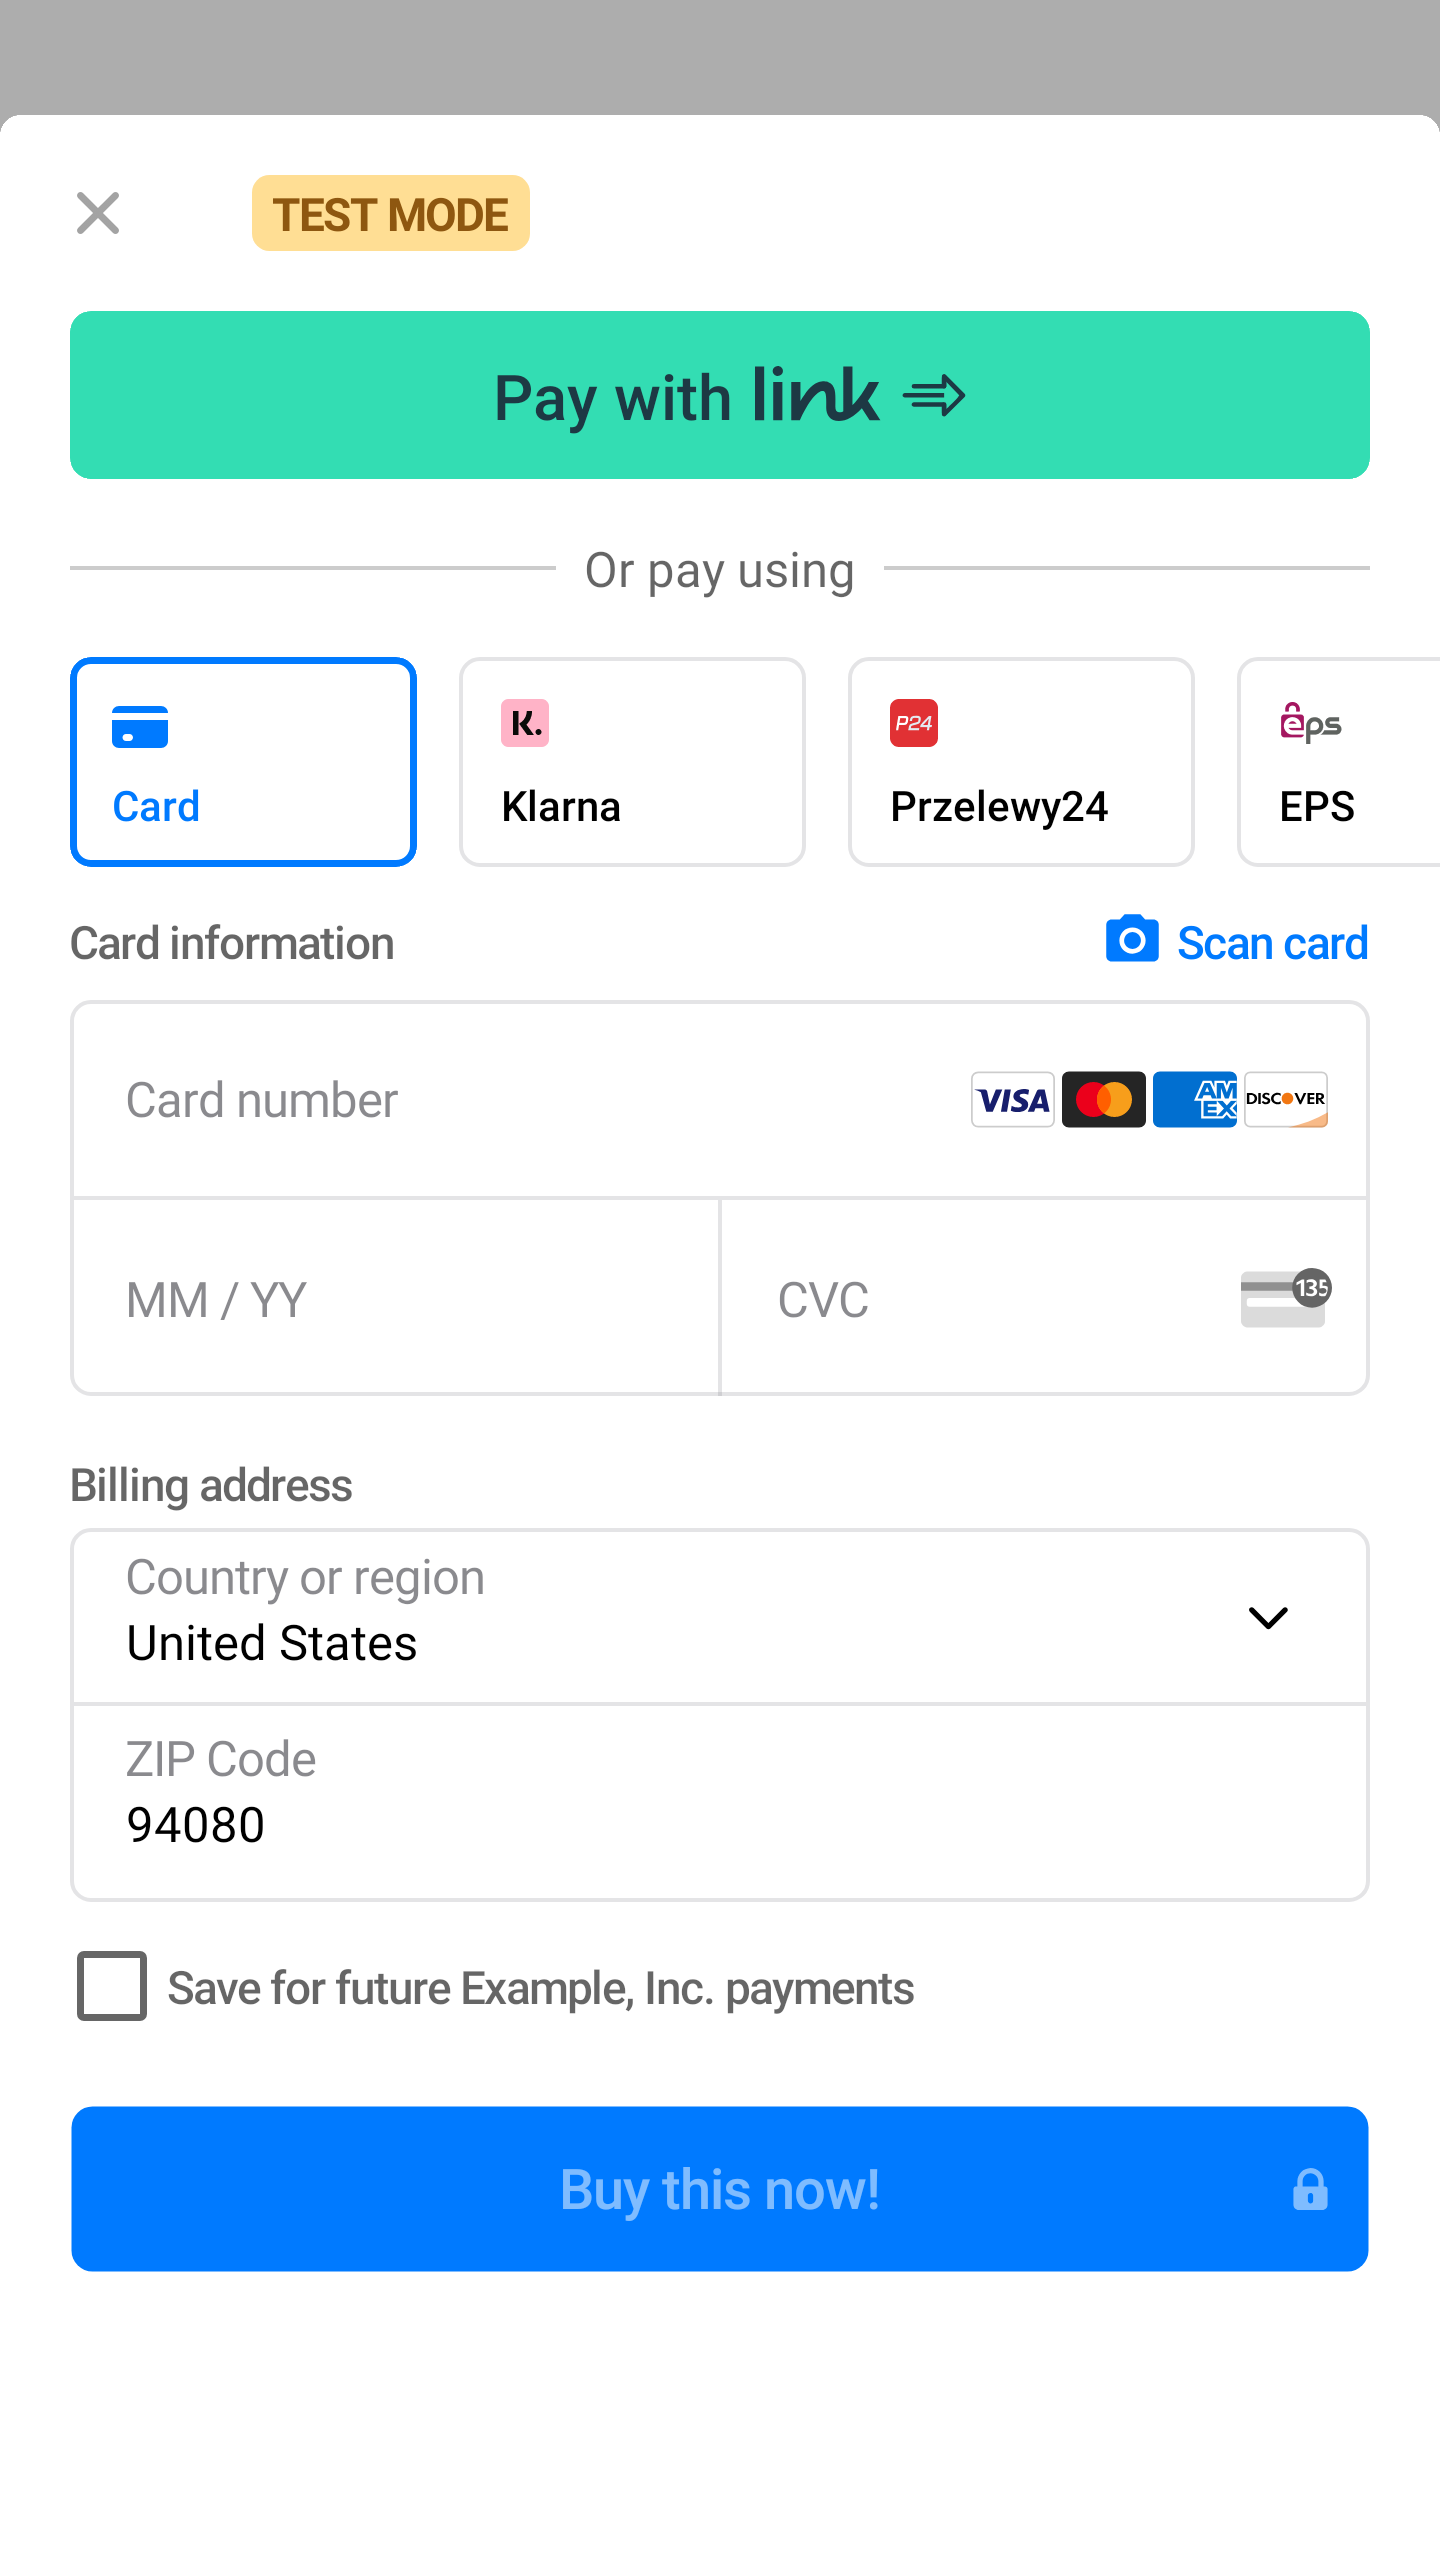 TEST MODE
Pay with link
Or pay using
K.
P24
eps
Card
Klarna
Przelewy24
EPS
Card information
Scan card
Card number
VISA
AM
EX
DISCOVER
MM / YY
CVC
135
Billing address
Country or region
United States
ZIP Code
94080
Save for future Example, Inc. payments
Buy this now!